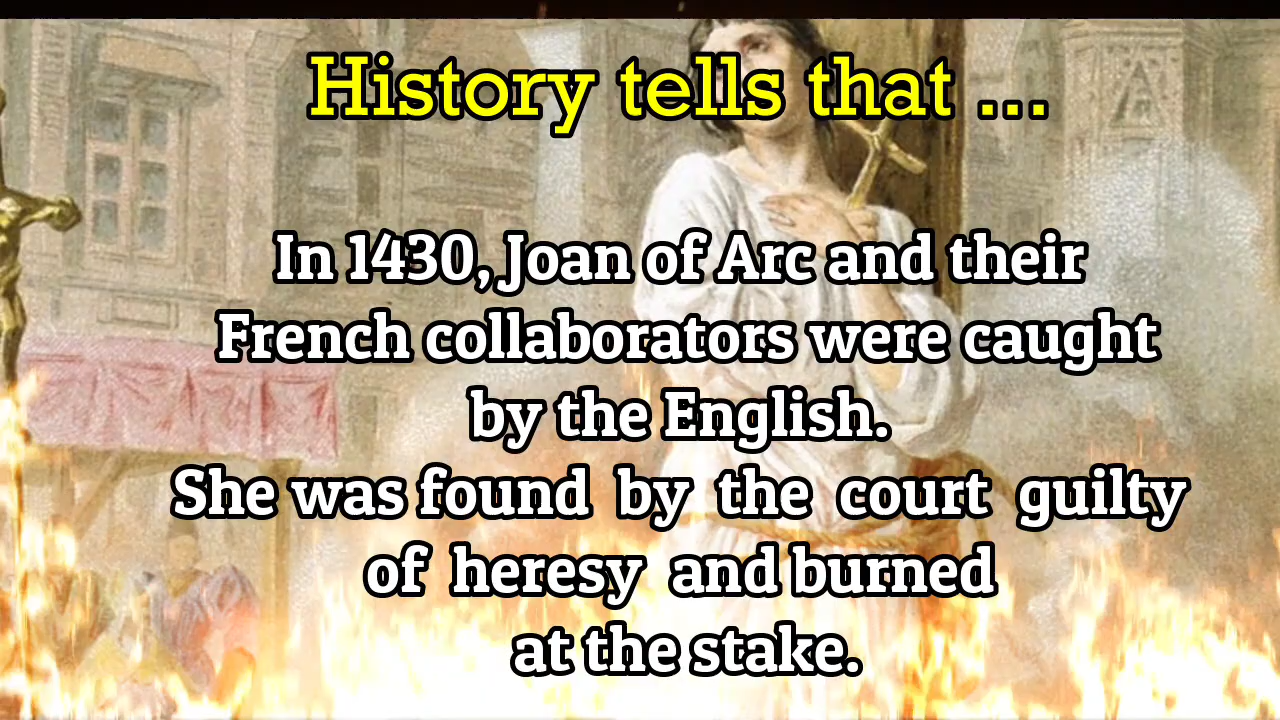 History tells that ...
In 1430, Joan of Arc and their
French collaborators were caught
by the English.
She was found by the court guilty
of heresy and burned
at the stake.